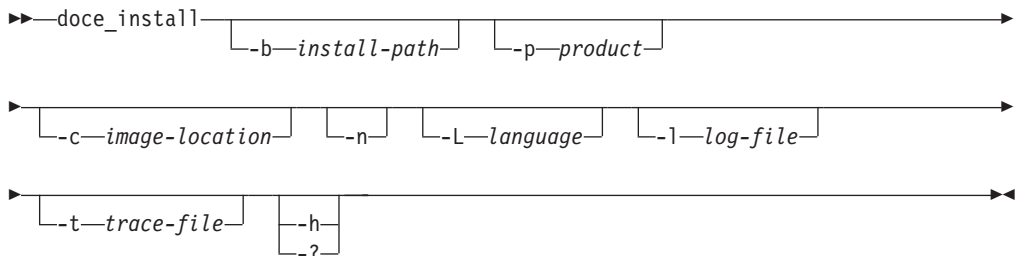 doce_install
-b install-path -p product
-c image-location -n -L language -l log-file
-t trace-file -h
-?